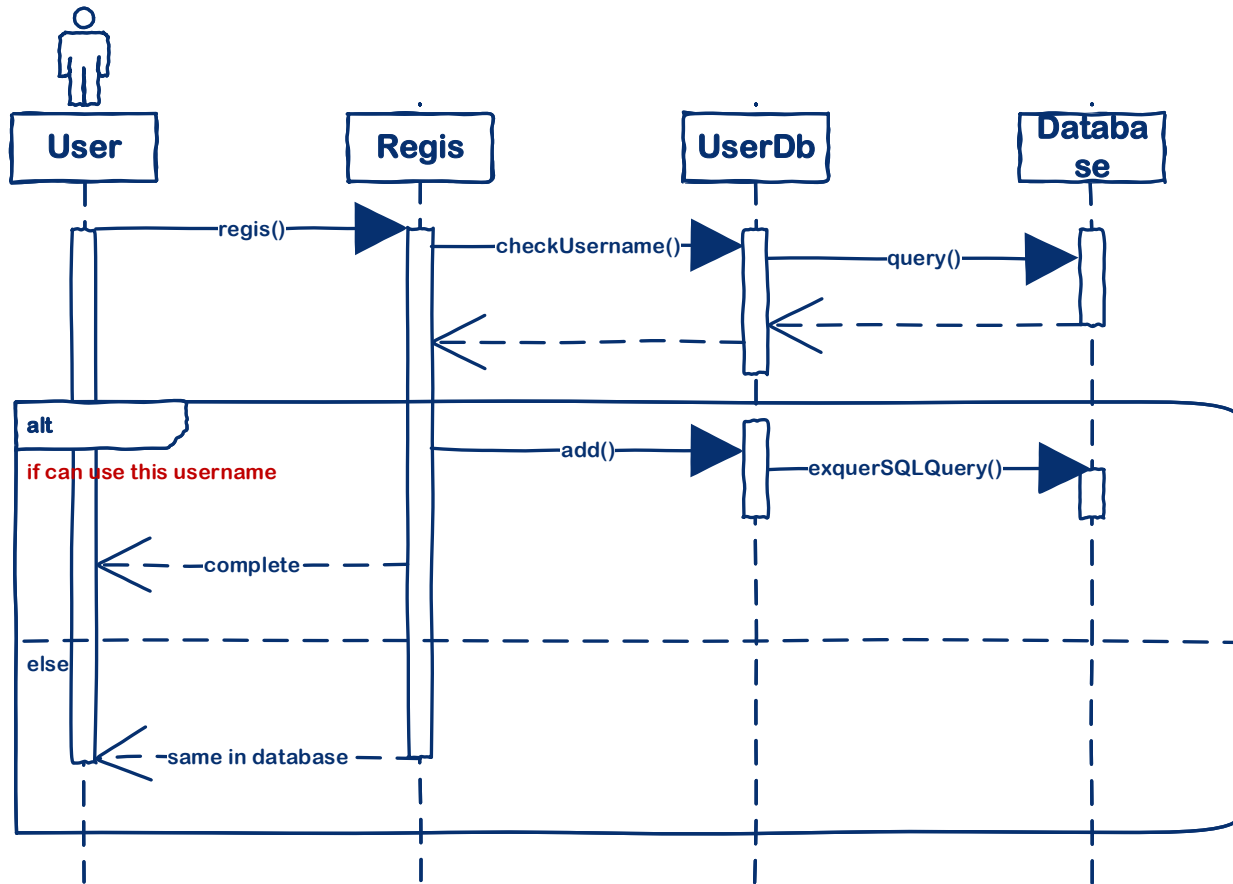 User
Regis
UserDb
Databa
se
regis()
checkUsername()
query()
alt
if can use this username
add()
exquerSQLQuery()
complete
else
same in database